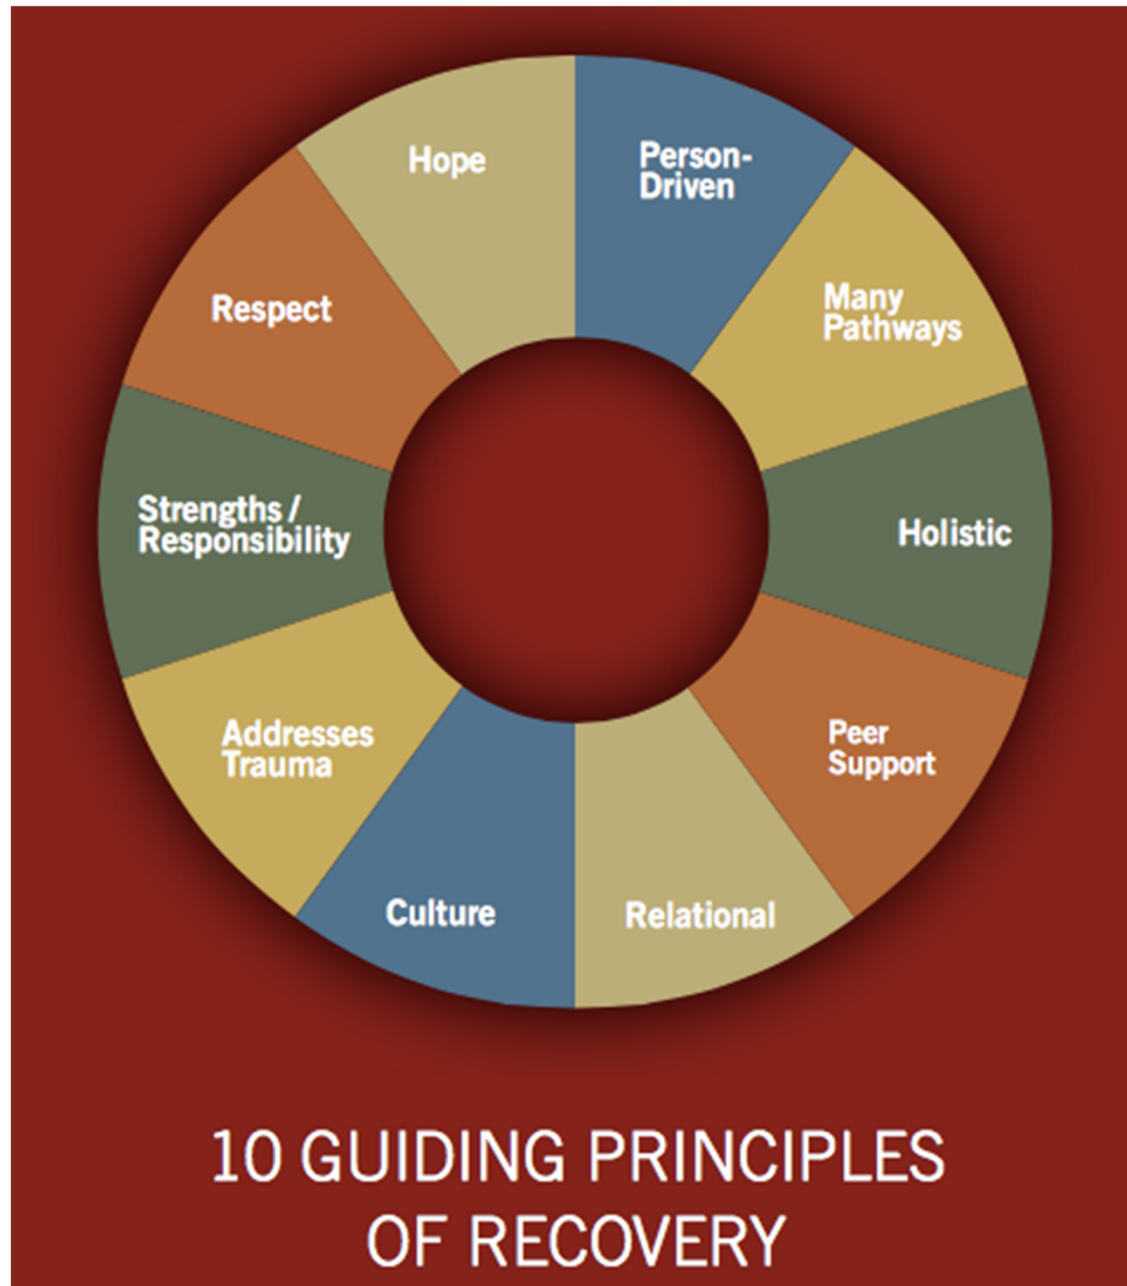 Hope
Person-
Driven
Many
Pathways
Respect
Strengths /
Responsibility
Holistic
Addresses
Trauma
Peer
Support
Culture
Relational
10 GUIDING PRINCIPLES
OF RECOVERY